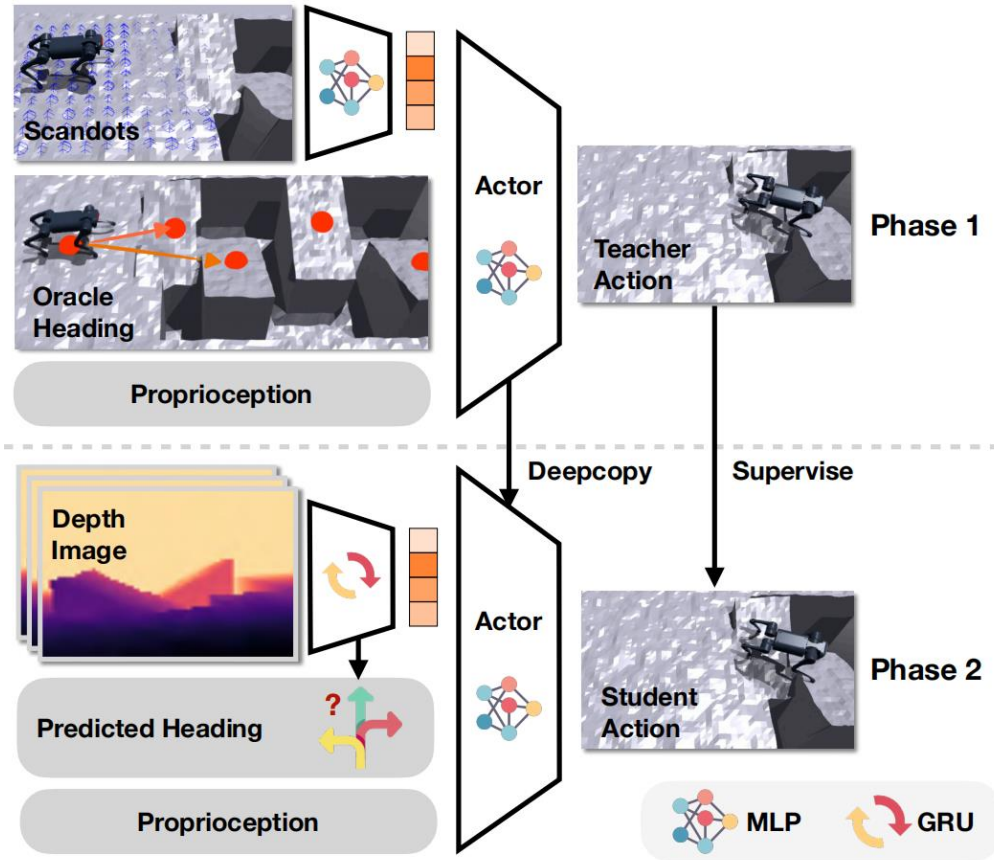 Scandots
Oracle
Heading
Proprioception
Actor
Teacher
Action
Phase 1
Deepcopy
Supervise
Depth
Image
?
Predicted Heading
Proprioception
Actor
Student
Action
Phase 2
MLP
GRU